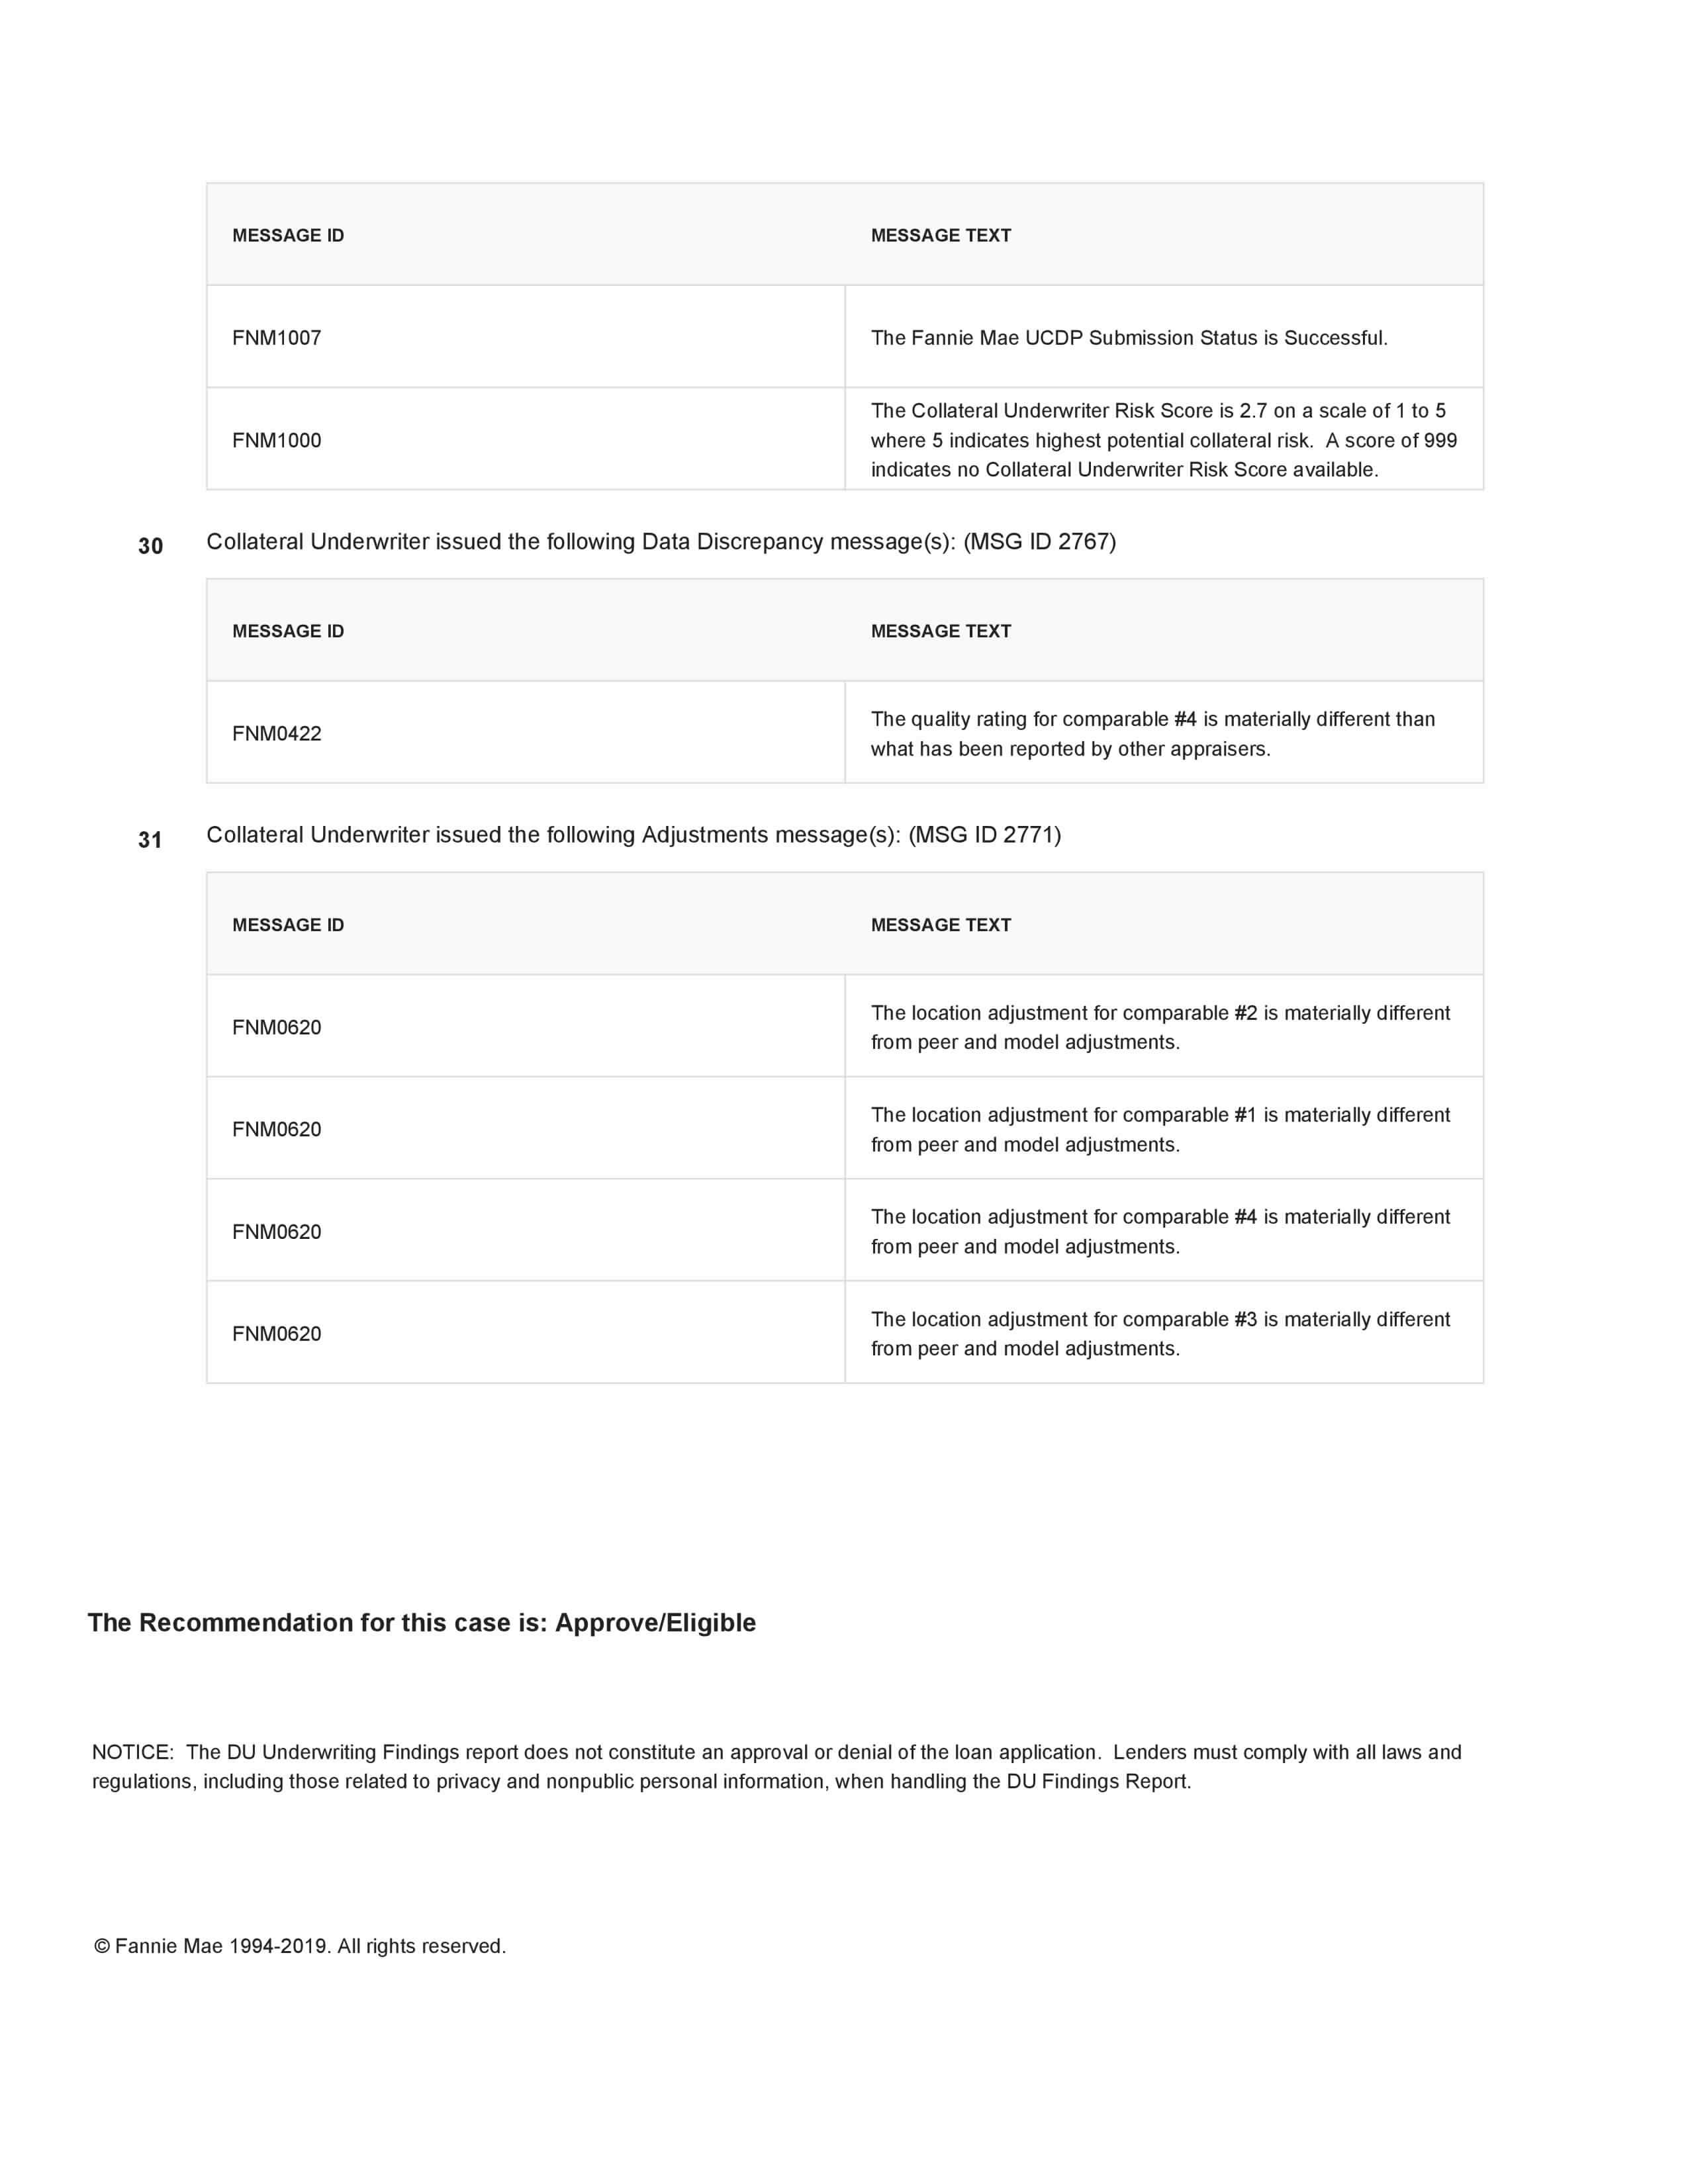 MESSAGE ID MESSAGE TEXT
FNM1007 The Fannie Mae UCDP Submission Status is Successful.
The Collateral Underwriter Risk Score is 2.7 on a scale of 1 to 5
FNM1000 where 5 indicates highest potential collateral risk.  A score of 999
indicates no Collateral Underwriter Risk Score available.
30 Collateral Underwriter issued the following Data Discrepancy message(s): (MSG ID 2767)
MESSAGE ID MESSAGE TEXT
FNM0422 The quality rating for comparable #4 is materially different than
what has been reported by other appraisers.
31 Collateral Underwriter issued the following Adjustments message(s): (MSG ID 2771)
MESSAGE ID MESSAGE TEXT
FNM0620 The location adjustment for comparable #2 is materially different
from peer and model adjustments.
FNM0620 The location adjustment for comparable #1 is materially different
from peer and model adjustments.
FNM0620 The location adjustment for comparable #4 is materially different
from peer and model adjustments.
FNM0620 The location adjustment for comparable #3 is materially different
from peer and model adjustments.
The Recommendation for this case is: Approve/Eligible
NOTICE:  The DU Underwriting Findings report does not constitute an approval or denial of the loan application.  Lenders must comply with all laws and
regulations, including those related to privacy and nonpublic personal information, when handling the DU Findings Report.
© Fannie Mae 1994-2019. All rights reserved.